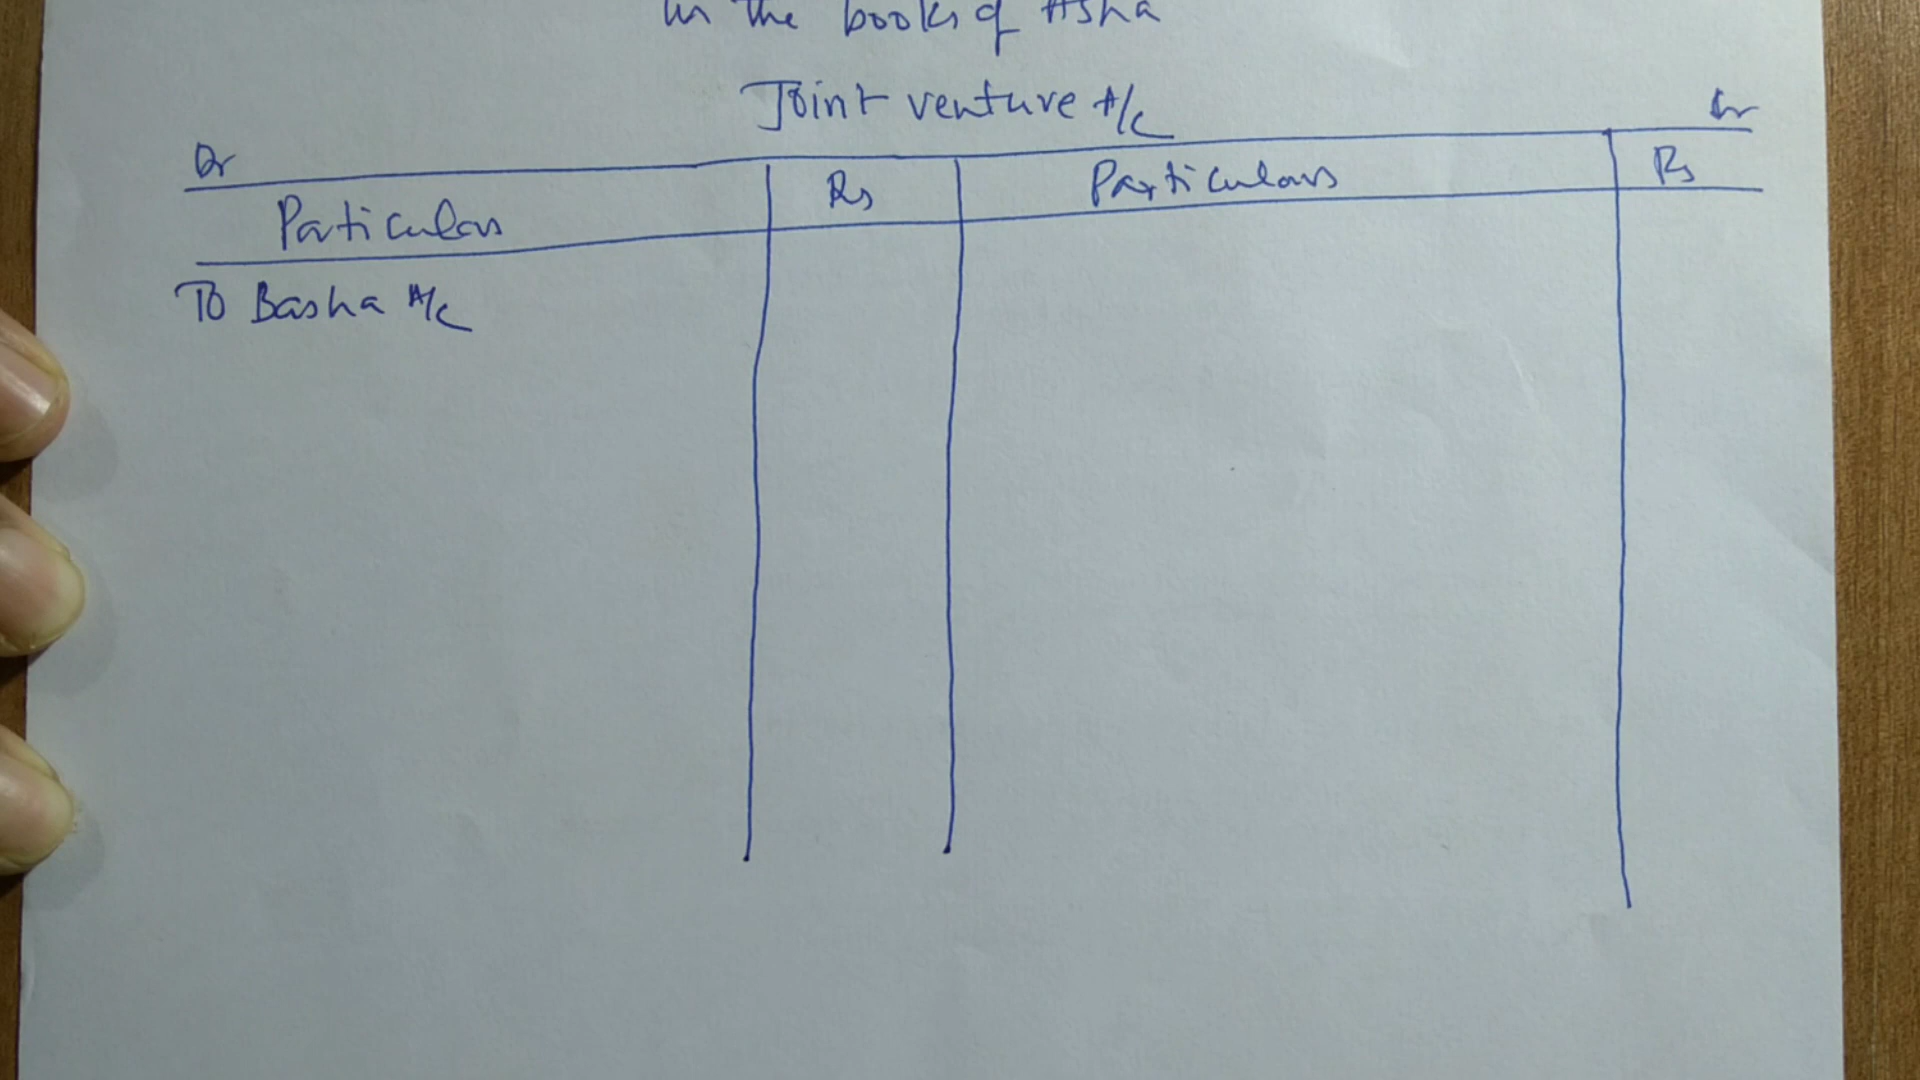 In the books of Asha
Joint venture A/c
Dr Cr
Particulars Rs Particulars Rs
To Basha A/c